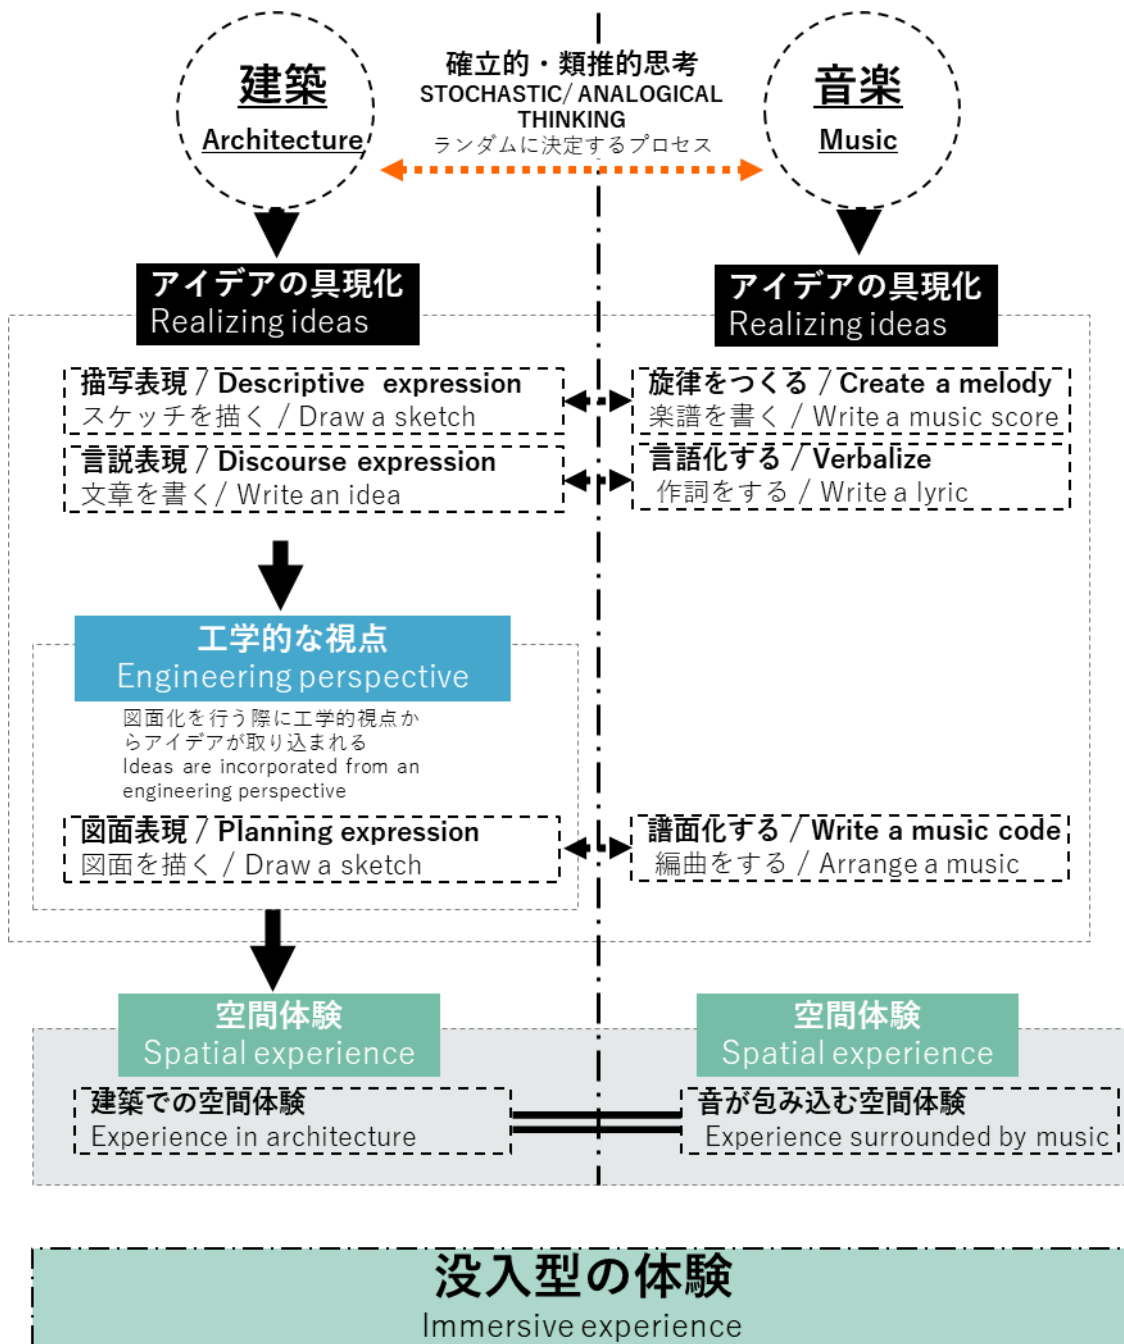 建築
Architecture
確立的・類推的思考
STOCHASTIC/ ANALOGICAL
THINKING
ランダムに決定するプロセス
音楽
Music
アイデアの具現化
Realizing ideas
アイデアの具現化
Realizing ideas
描写表現 / Descriptive expression
スケッチを描く / Draw a sketch
旋律をつくる / Create a melody
楽譜を書く / Write a music score
言説表現 / Discourse expression
文章を書く/ Write an idea
言語化する / Verbalize
作詞をする / Write a lyric
工学的な視点
Engineering perspective
図面化を行う際に工学的視点か
らアイデアが取り込まれる
Ideas are incorporated from an
engineering perspective
図面表現 / Planning expression
図面を描く / Draw a sketch
譜面化する / Write a music code
編曲をする / Arrange a music
空間体験
Spatial experience
空間体験
Spatial experience
建築での空間体験
Experience in architecture
音が包み込む空間体験
Experience surrounded by music
没入型の体験
Immersive experience